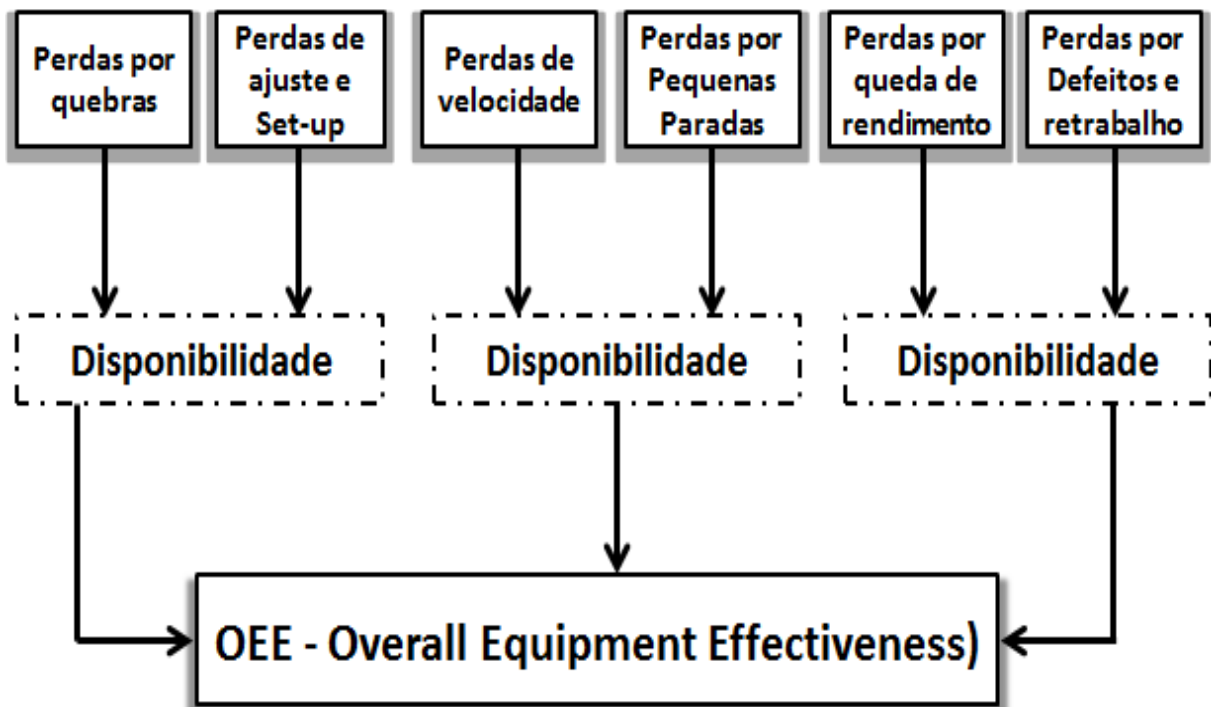 Perdas por
quebras
Perdas de
ajuste e
Set-up
Perdas de
velocidade
Perdas por
Pequenas
Paradas
Perdas por
queda de
rendimento
Perdas por
Defeitos e
retrabalho
Disponibilidade
Disponibilidade
Disponibilidade
OEE - Overall Equipment Effectiveness)